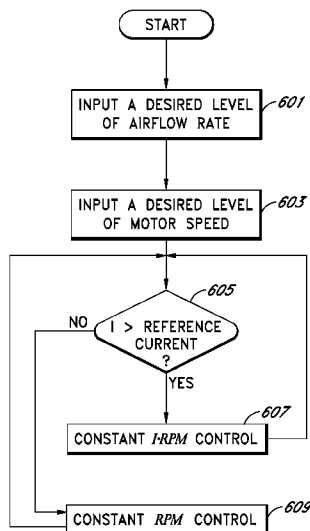 START
INPUT A DESIRED LEVEL
OF AIRFLOW RATE
601
INPUT A DESIRED LEVEL
OF MOTOR SPEED
603
605
NO
I > REFERENCE
CURRENT
?
YES
607
CONSTANT I·RPM CONTROL
609
CONSTANT RPM CONTROL